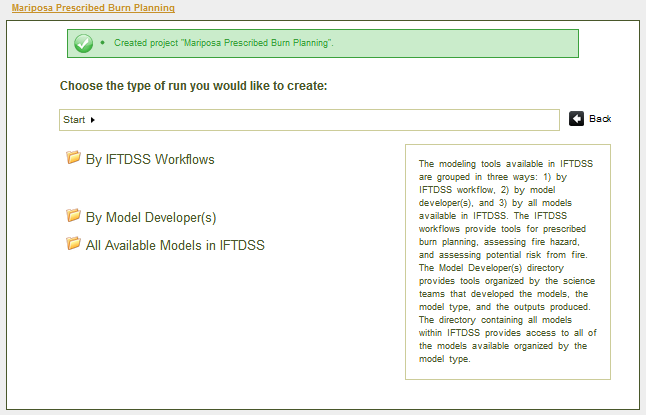 Mariposa Prescribed Burn Planning
• Created project "Mariposa Prescribed Burn Planning".
Choose the type of run you would like to create:
Start
Back
By IFTDSS Workflows
By Model Developer(s)
All Available Models in IFTDSS
The modeling tools available in IFTDSS
are grouped in three ways: 1) by
IFTDSS workflow, 2) by model
developer(s), and 3) by all models
available in IFTDSS. The IFTDSS
workflows provide tools for prescribed
burn planning, assessing fire hazard,
and assessing potential risk from fire.
The Model Developer(s) directory
provides tools organized by the science
teams that developed the models, the
model type, and the outputs produced.
The directory containing all models
within IFTDSS provides access to all of
the models available organized by the
model type.